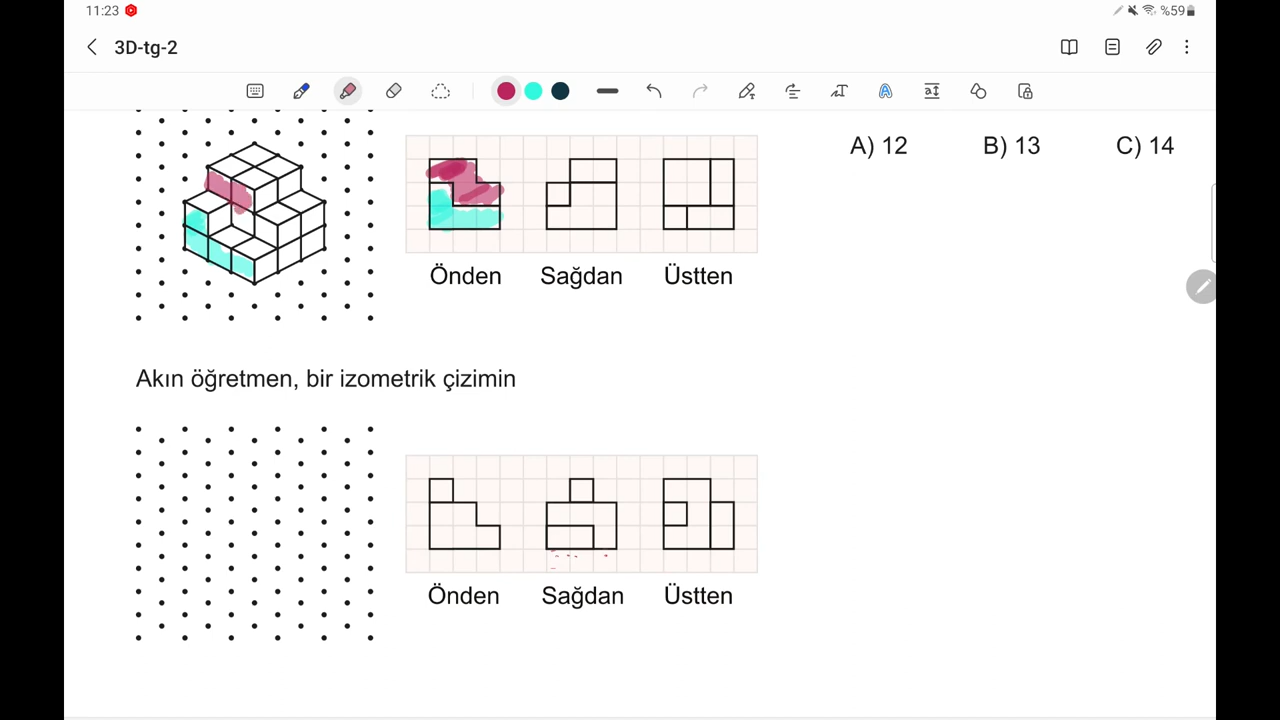 11:23
%59
3D-tg-2
A) 12 B) 13 C) 14
Önden Sağdan Üstten
Akın öğretmen, bir izometrik çizimin
Önden Sağdan Üstten